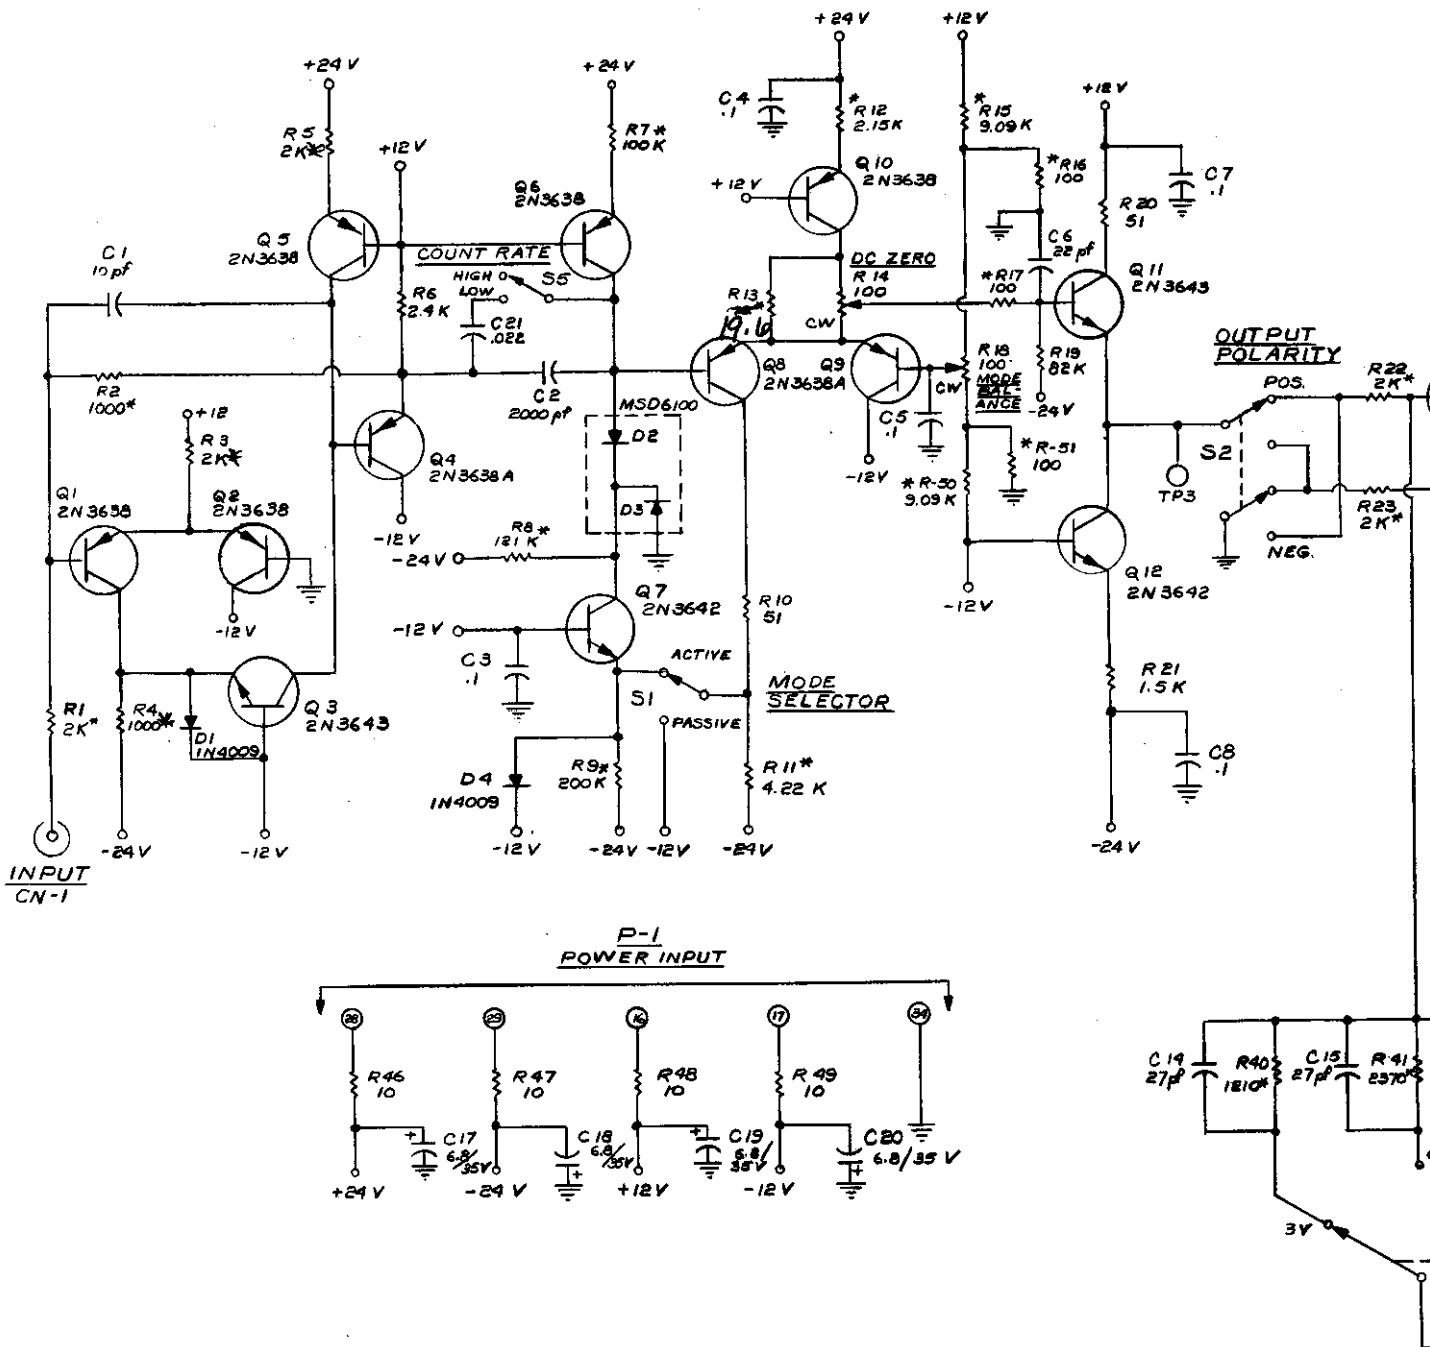 +24V
+12V
+24V
+24V
C4
.1
*
R12
2.15K
*
R15
9.09K
+12V
R5
2K*
+12V
R7*
100K
Q10
2N3638
*R16
100
C7
.1
Q6
2N3638
+12V
R20
51
C1
10pf
Q5
2N3638
COUNT RATE
HIGH
LOW
S5
DC ZERO
R14
100
C6
22pf
Q11
2N3643
R6
2.4K
C21
.022
R13
19.6
CW
*R17
100
OUTPUT
POLARITY
R2
1000*
C2
2000pf
Q8
2N3638A
Q9
CW
R18
100
MODE
BAL-
ANCE
R19
82K
-24V
POS.
R22
2K*
+12
R3
2K*
MSD6100
D2
C5
.1
Q4
2N3638A
-12V
*R-51
100
S2
TP3
Q1
2N3638
Q2
2N3638
D3
*R-50
9.09K
R23
2K*
-12V
R8*
121K
-24V
NEG.
Q7
2N3642
-12V
R10
51
-12V
Q12
2N3642
-12V
C3
.1
ACTIVE
S1
MODE
SELECTOR
R21
1.5K
R1
2K*
R4
1000*
D1
1N4009
Q3
2N3643
PASSIVE
C8
.1
D4
1N4009
R9*
200K
R11*
4.22K
-24V
-12V
-12V
-24V
-12V
-24V
-24V
INPUT
CN-1
P-1
POWER INPUT
28
29
16
17
34
R46
10
R47
10
R48
10
R49
10
C14
27pf
R40
1210*
C15
27pf
R41
2370*
C17
6.8/35V
C18
6.8/35V
C19
6.8/35V
C20
6.8/35V
+24V
-24V
+12V
-12V
3V